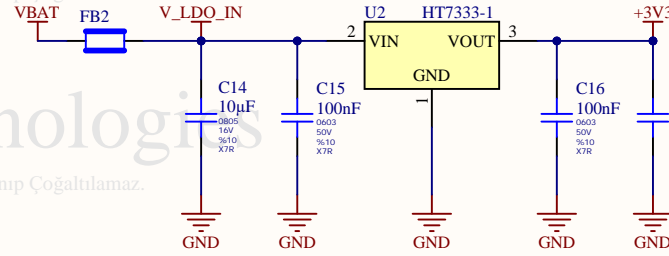 VBAT
FB2
V_LDO_IN
U2
HT7333-1
+3V3
2
VIN
VOUT
3
GND
1
C14
10µF
0805
16V
%10
X7R
C15
100nF
0603
50V
%10
X7R
C16
100nF
0603
50V
%10
X7R
nologies
nıp Çoğaltılamaz.
GND
GND
GND
GND
GND